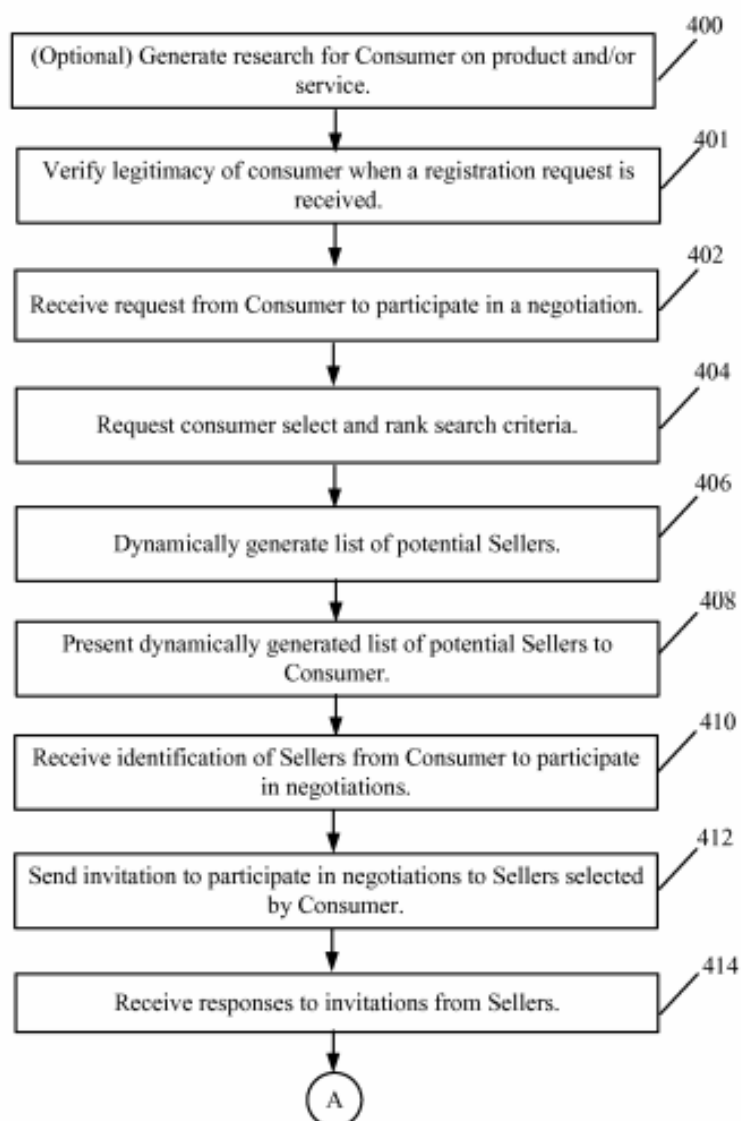 400
(Optional) Generate research for Consumer on product and/or
service.
401
Verify legitimacy of consumer when a registration request is
received.
402
Receive request from Consumer to participate in a negotiation.
404
Request consumer select and rank search criteria.
406
Dynamically generate list of potential Sellers.
408
Present dynamically generated list of potential Sellers to
Consumer.
410
Receive identification of Sellers from Consumer to participate
in negotiations.
412
Send invitation to participate in negotiations to Sellers selected
by Consumer.
414
Receive responses to invitations from Sellers.
A